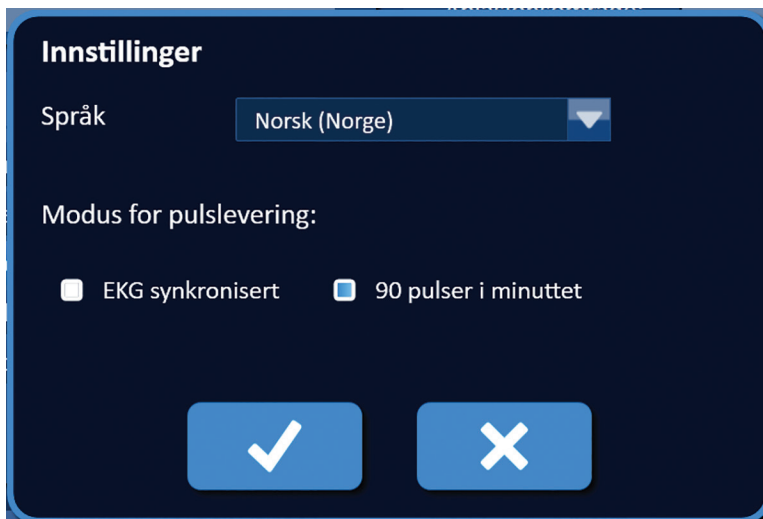 Innstillinger
Språk
Norsk (Norge)
Modus for pulslevering:
EKG synkronisert
90 pulser i minuttet